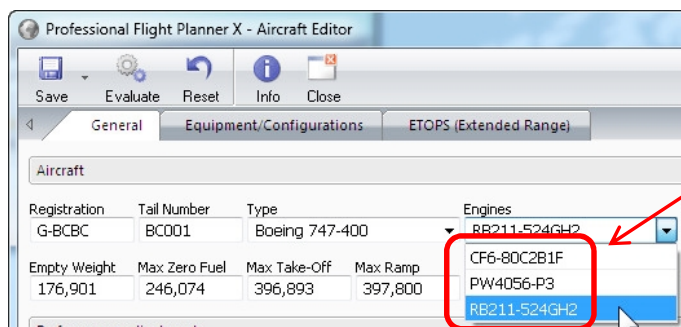 Professional Flight Planner X - Aircraft Editor
Save Evaluate Reset Info Close
General Equipment/Configurations ETOPS (Extended Range)
Aircraft
Registration Tail Number Type Engines
G-BCBC BC001 Boeing 747-400 RB211-524GH2
Empty Weight Max Zero Fuel Max Take-Off Max Ramp CF6-80C2B1F
176,901 246,074 396,893 397,800 PW4056-P3
RB211-524GH2